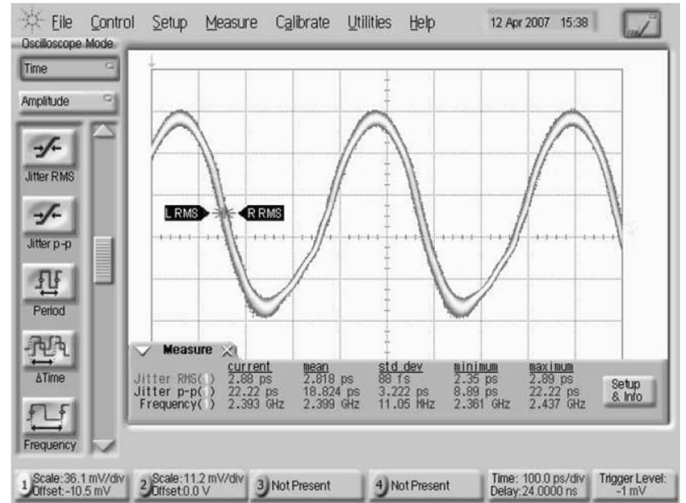 File Control Setup Measure Calibrate Utilities Help 12 Apr 2007 15:38
Oscilloscope Mode
Time
Amplitude
Jitter RMS
Jitter p-p
Period
ΔTime
Frequency
L RMS R RMS
Measure
current mean std dev minimum maximum
Jitter RMS(1) 2.88 ps 2.818 ps 88 fs 2.35 ps 2.89 ps
Jitter p-p(1) 22.22 ps 18.824 ps 3.222 ps 8.89 ps 22.22 ps
Frequency(1) 2.393 GHz 2.399 GHz 11.05 MHz 2.361 GHz 2.437 GHz
Setup
& Info
1 Scale:36.1 mV/div
Offset:-10.5 mV
2 Scale:11.2 mV/div
Offset:0.0 V
3 Not Present
4 Not Present
Time: 100.0 ps/div
Delay:24.0000 ns
Trigger Level:
-1 mV